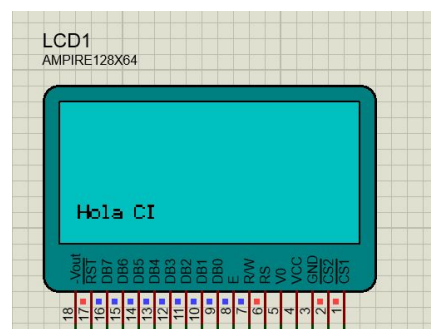 LCD1
AMPIRE128X64
Hola CI
-Vout
RST
DB7
DB6
DB5
DB4
DB3
DB2
DB1
DB0
E
R/W
RS
V0
VCC
GND
CS2
CS1
18
17
16
15
14
13
12
11
10
9
8
7
6
5
4
3
2
1